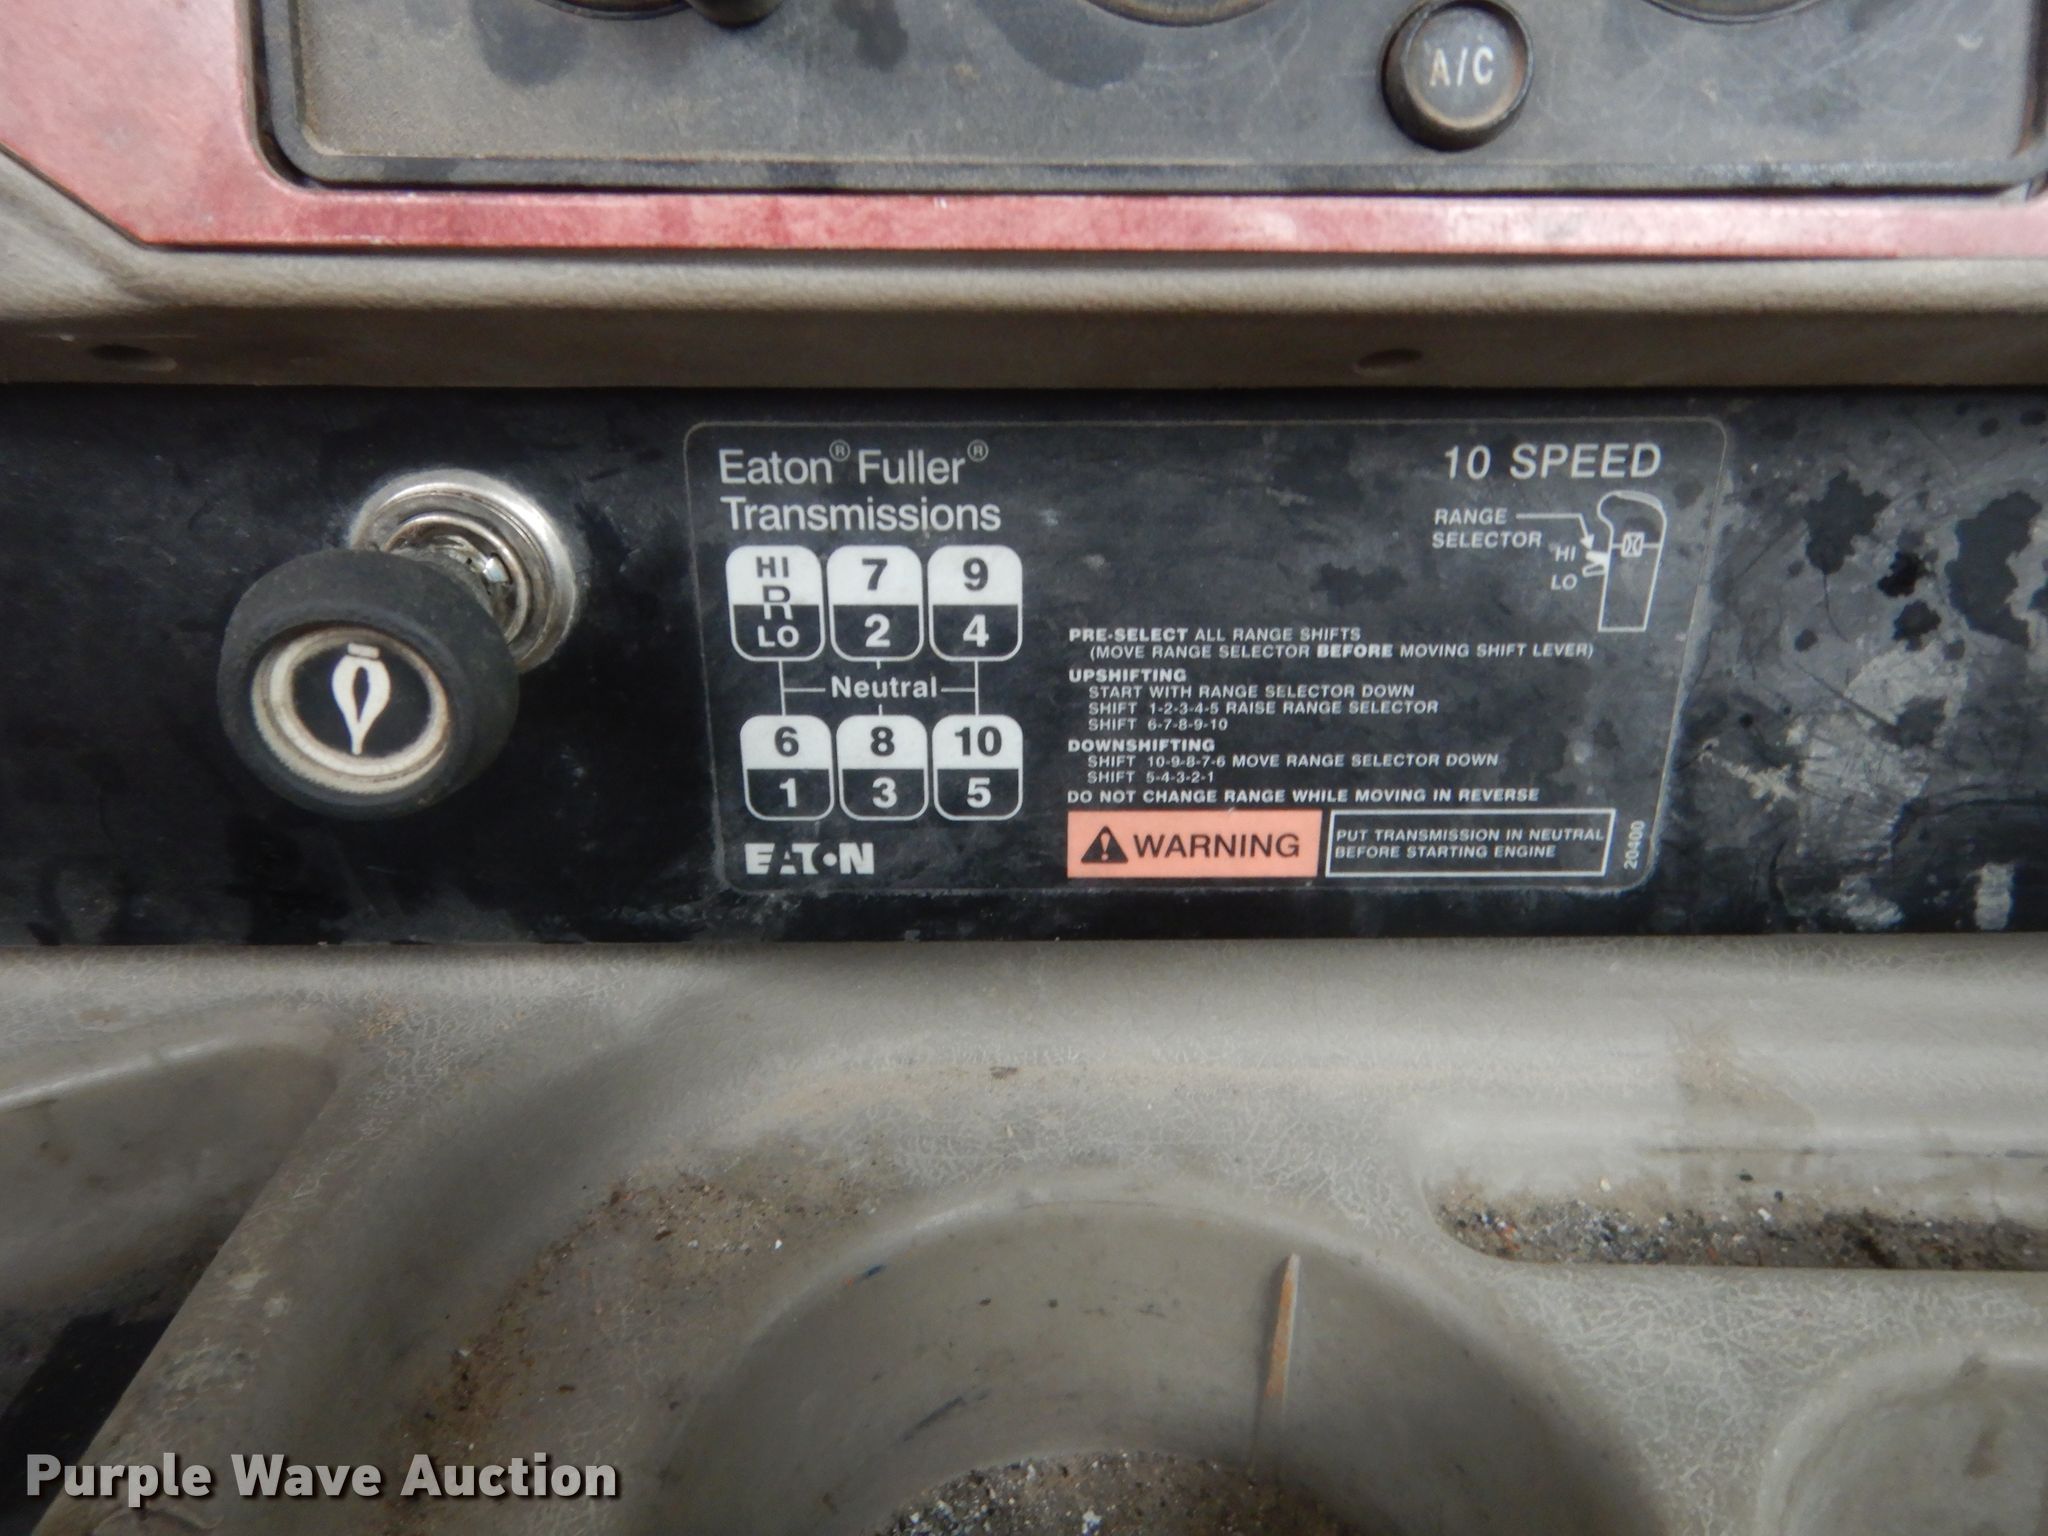 A/C
Eaton® Fuller®
Transmissions
10 SPEED
RANGE
SELECTOR
HI
LO
HI
R
LO
7
2
9
4
Neutral
6
1
8
3
10
5
EATON
PRE-SELECT ALL RANGE SHIFTS
(MOVE RANGE SELECTOR BEFORE MOVING SHIFT LEVER)
UPSHIFTING
START WITH RANGE SELECTOR DOWN
SHIFT 1-2-3-4-5 RAISE RANGE SELECTOR
SHIFT 6-7-8-9-10
DOWNSHIFTING
SHIFT 10-9-8-7-6 MOVE RANGE SELECTOR DOWN
SHIFT 5-4-3-2-1
DO NOT CHANGE RANGE WHILE MOVING IN REVERSE
WARNING
PUT TRANSMISSION IN NEUTRAL
BEFORE STARTING ENGINE
20400
Purple Wave Auction